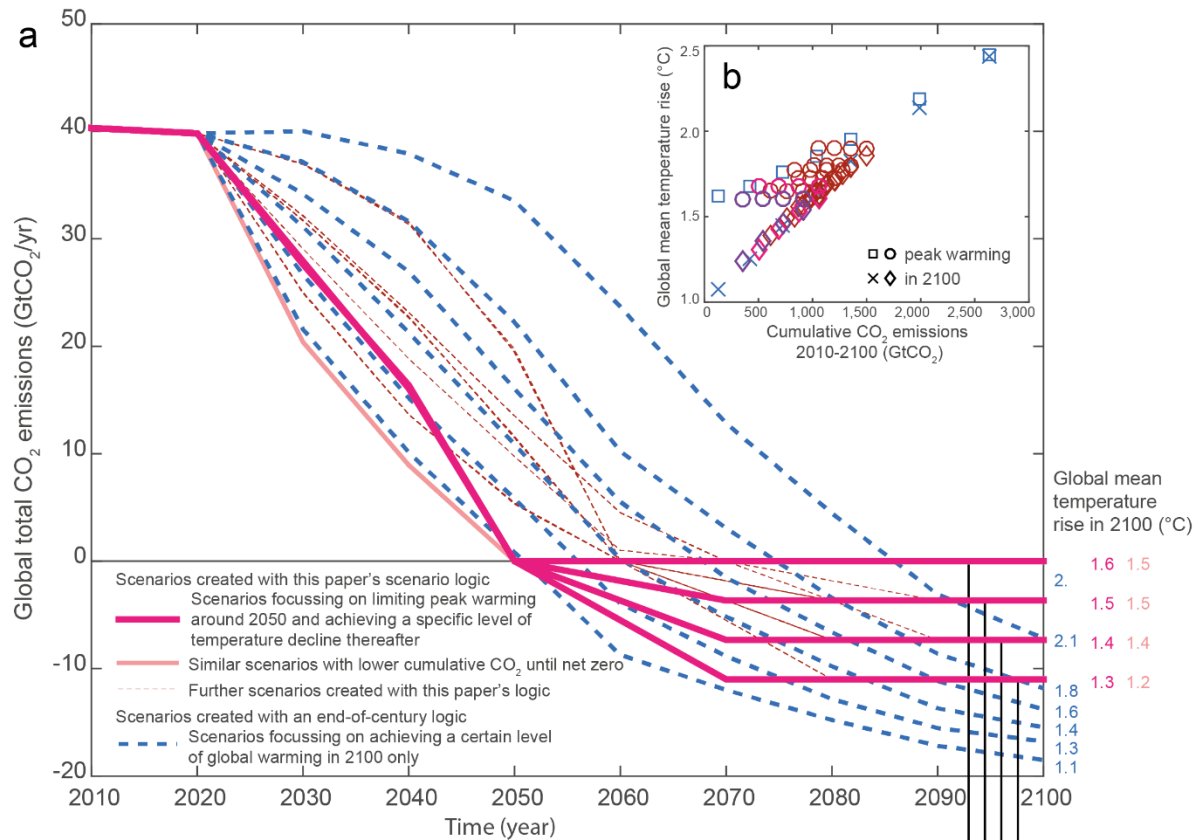 a
Global total CO2 emissions (GtCO2/yr)
50
40
30
20
10
0
-10
-20
2010 2020 2030 2040 2050 2060 2070 2080 2090 2100
Time (year)
b
Global mean temperature rise (°C)
2.5
2.0
1.5
1.0
0 500 1,000 1,500 2,000 2,500 3,000
Cumulative CO2 emissions
2010-2100 (GtCO2)
peak warming
in 2100
Scenarios created with this paper's scenario logic
Scenarios focussing on limiting peak warming
around 2050 and achieving a specific level of
temperature decline thereafter
Similar scenarios with lower cumulative CO2 until net zero
Further scenarios created with this paper's logic
Scenarios created with an end-of-century logic
Scenarios focussing on achieving a certain level
of global warming in 2100 only
Global mean
temperature
rise in 2100 (°C)
1.6 1.5
2.
1.5 1.5
2.1
1.4 1.4
1.3 1.2
1.8
1.6
1.4
1.3
1.1